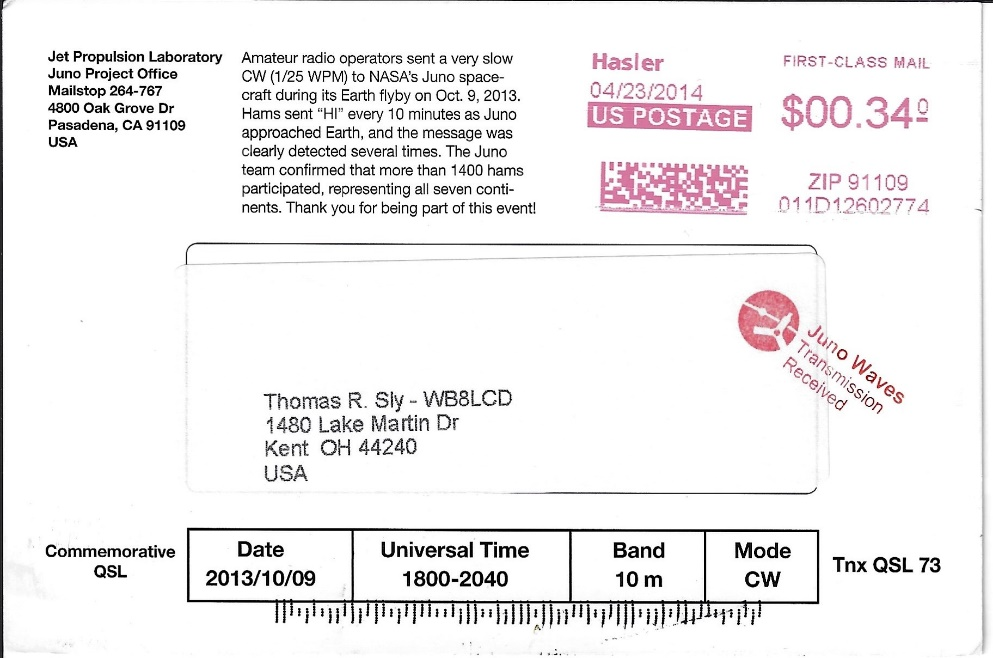 Jet Propulsion Laboratory
Juno Project Office
Mailstop 264-767
4800 Oak Grove Dr
Pasadena, CA 91109
USA
Amateur radio operators sent a very slow
CW (1/25 WPM) to NASA's Juno space-
craft during its Earth flyby on Oct. 9, 2013.
Hams sent "HI" every 10 minutes as Juno
approached Earth, and the message was
clearly detected several times. The Juno
team confirmed that more than 1400 hams
participated, representing all seven conti-
nents. Thank you for being part of this event!
Hasler
04/23/2014
US POSTAGE
FIRST-CLASS MAIL
$00.34⁰
ZIP 91109
011D12602774
Juno Waves
Transmission
Received
Thomas R. Sly - WB8LCD
1480 Lake Martin Dr
Kent OH 44240
USA
Commemorative
QSL
Date
2013/10/09
Universal Time
1800-2040
Band
10 m
Mode
CW
Tnx QSL 73